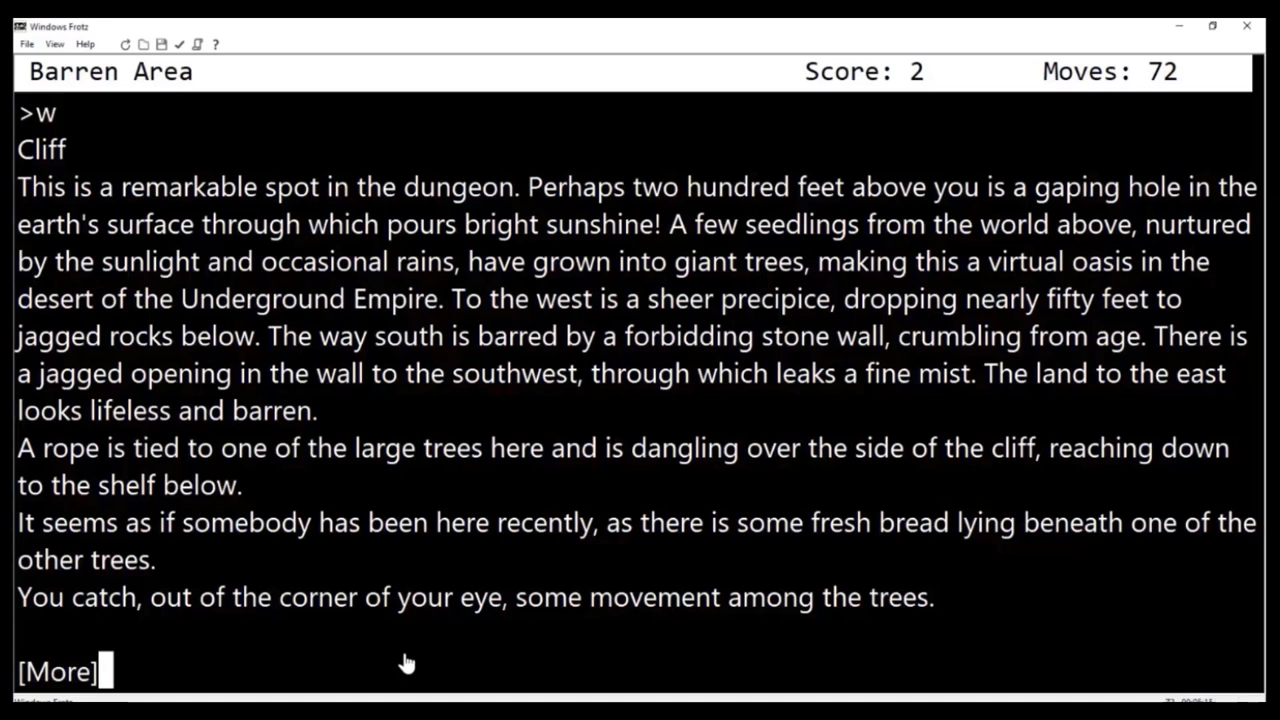 Windows Frotz
File View Help ?
Barren Area Score: 2 Moves: 72
>w
Cliff
This is a remarkable spot in the dungeon. Perhaps two hundred feet above you is a gaping hole in the
earth's surface through which pours bright sunshine! A few seedlings from the world above, nurtured
by the sunlight and occasional rains, have grown into giant trees, making this a virtual oasis in the
desert of the Underground Empire. To the west is a sheer precipice, dropping nearly fifty feet to
jagged rocks below. The way south is barred by a forbidding stone wall, crumbling from age. There is
a jagged opening in the wall to the southwest, through which leaks a fine mist. The land to the east
looks lifeless and barren.
A rope is tied to one of the large trees here and is dangling over the side of the cliff, reaching down
to the shelf below.
It seems as if somebody has been here recently, as there is some fresh bread lying beneath one of the
other trees.
You catch, out of the corner of your eye, some movement among the trees.
[More]